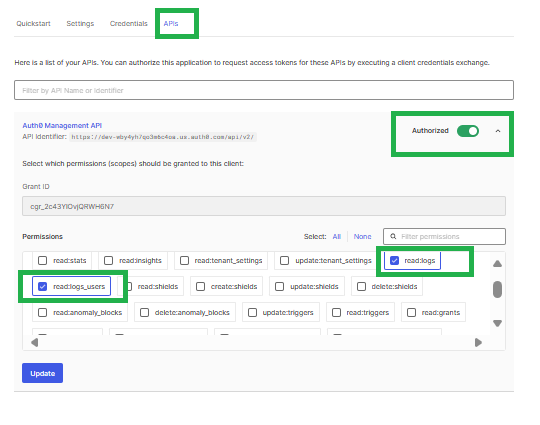 Quickstart Settings Credentials APIs
Here is a list of your APIs. You can authorize this application to request access tokens for these APIs by executing a client credentials exchange.
Filter by API Name or Identifier
Auth0 Management API
API Identifier: https://dev-wby4yh7qo3m6c4oa.us.auth0.com/api/v2/
Authorized
Select which permissions (scopes) should be granted to this client:
Grant ID
cgr_2c43YlOvjQRWH6N7
Permissions Select: All None Filter permissions
read:stats read:insights read:tenant_settings update:tenant_settings read:logs
read:logs_users read:shields create:shields update:shields delete:shields
read:anomaly_blocks delete:anomaly_blocks update:triggers read:triggers read:grants
Update